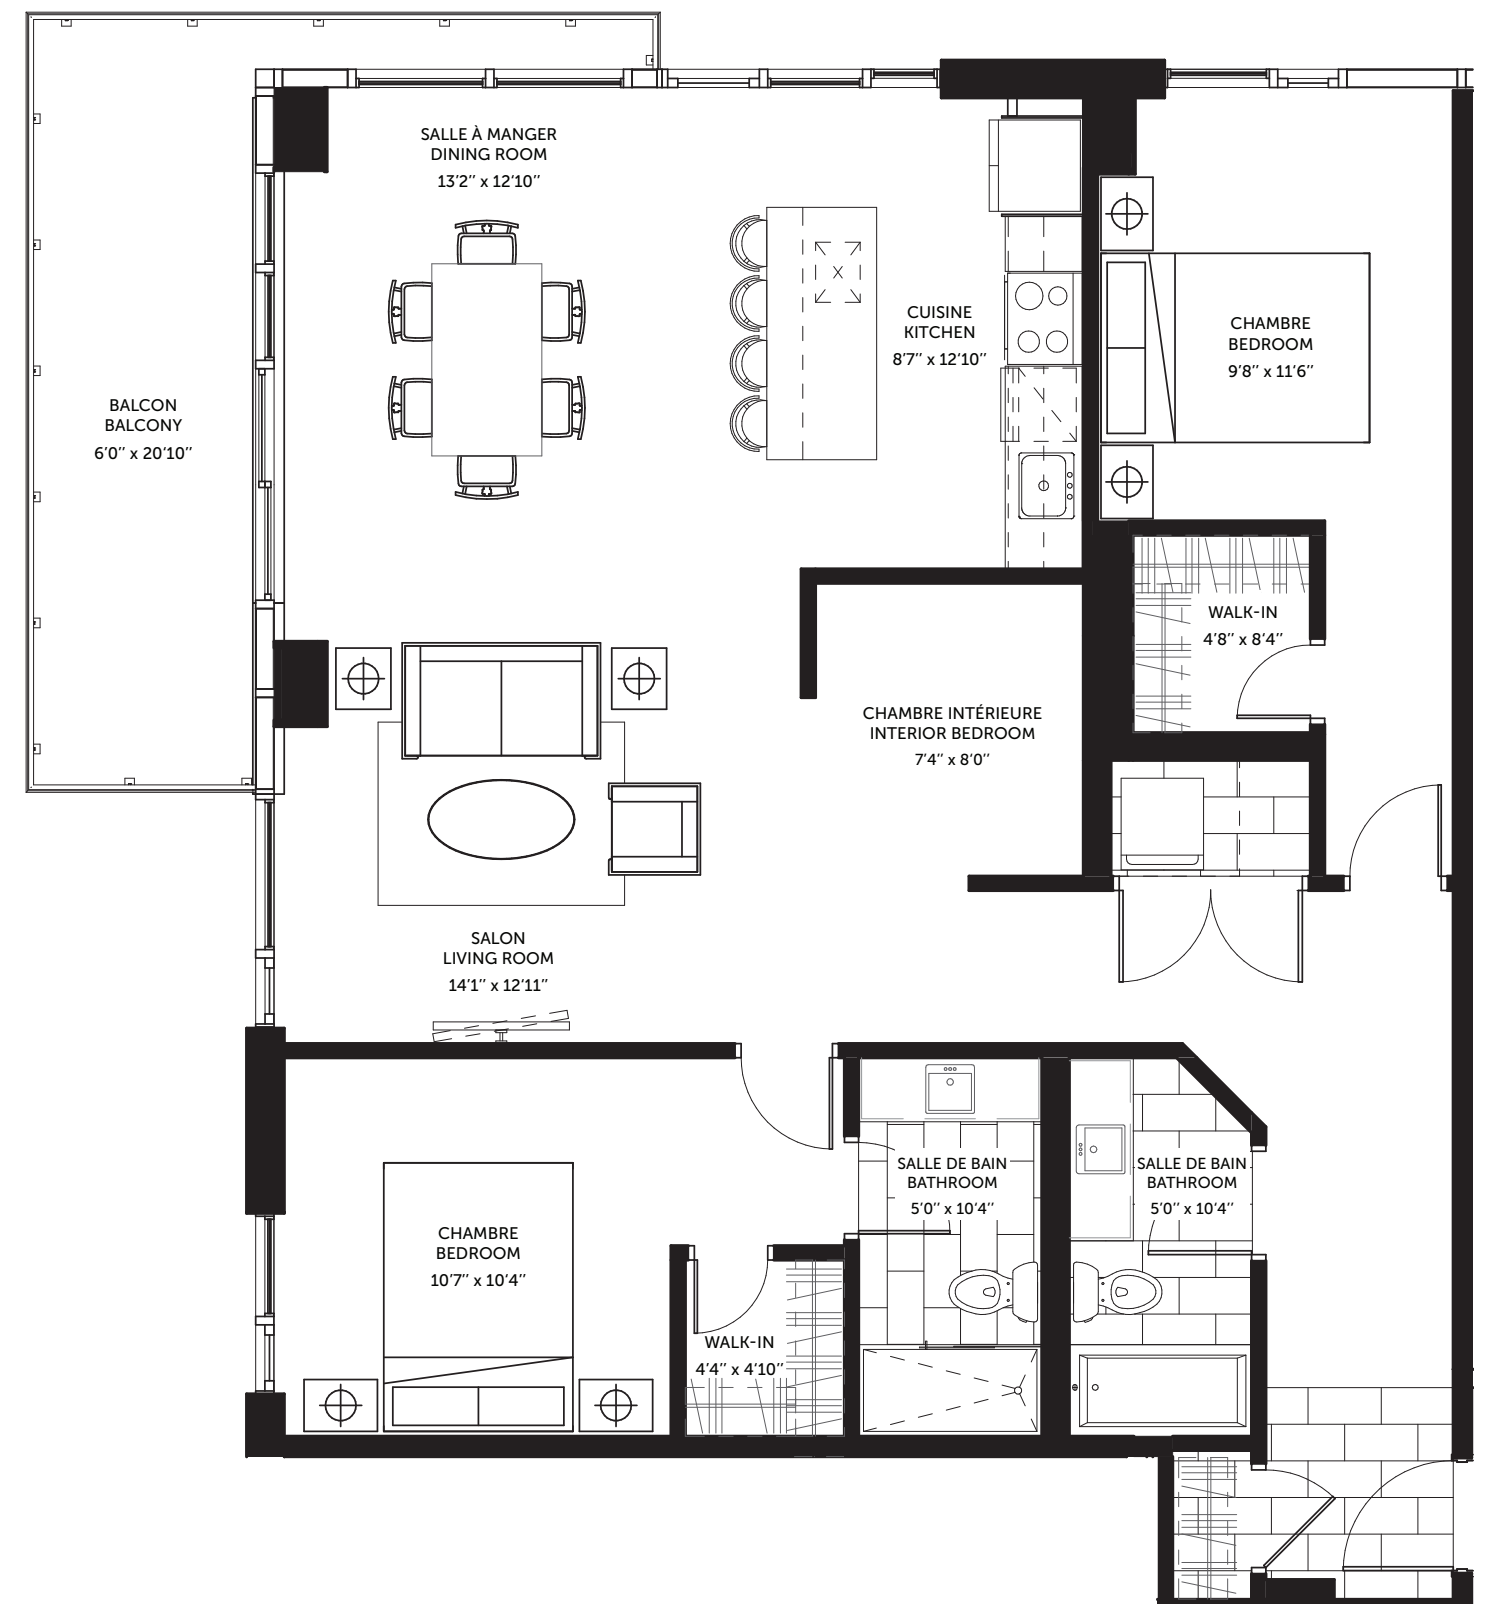 SALLE À MANGER
DINING ROOM
13'2'' x 12'10''
CUISINE
KITCHEN
8'7'' x 12'10''
CHAMBRE
BEDROOM
9'8'' x 11'6''
BALCON
BALCONY
6'0'' x 20'10''
WALK-IN
4'8'' x 8'4''
CHAMBRE INTÉRIEURE
INTERIOR BEDROOM
7'4'' x 8'0''
SALON
LIVING ROOM
14'1'' x 12'11''
SALLE DE BAIN
BATHROOM
5'0'' x 10'4''
SALLE DE BAIN
BATHROOM
5'0'' x 10'4''
CHAMBRE
BEDROOM
10'7'' x 10'4''
WALK-IN
4'4'' x 4'10''